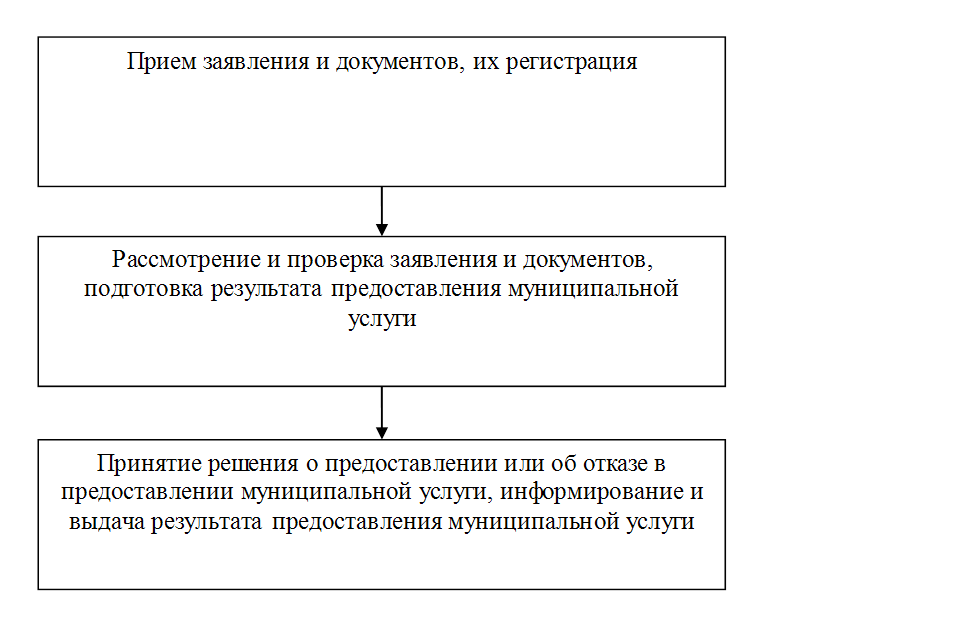 Прием заявления и документов, их регистрация
Рассмотрение и проверка заявления и документов,
подготовка результата предоставления муниципальной
услуги
Принятие решения о предоставлении или об отказе в
предоставлении муниципальной услуги, информирование и
выдача результата предоставления муниципальной услуги